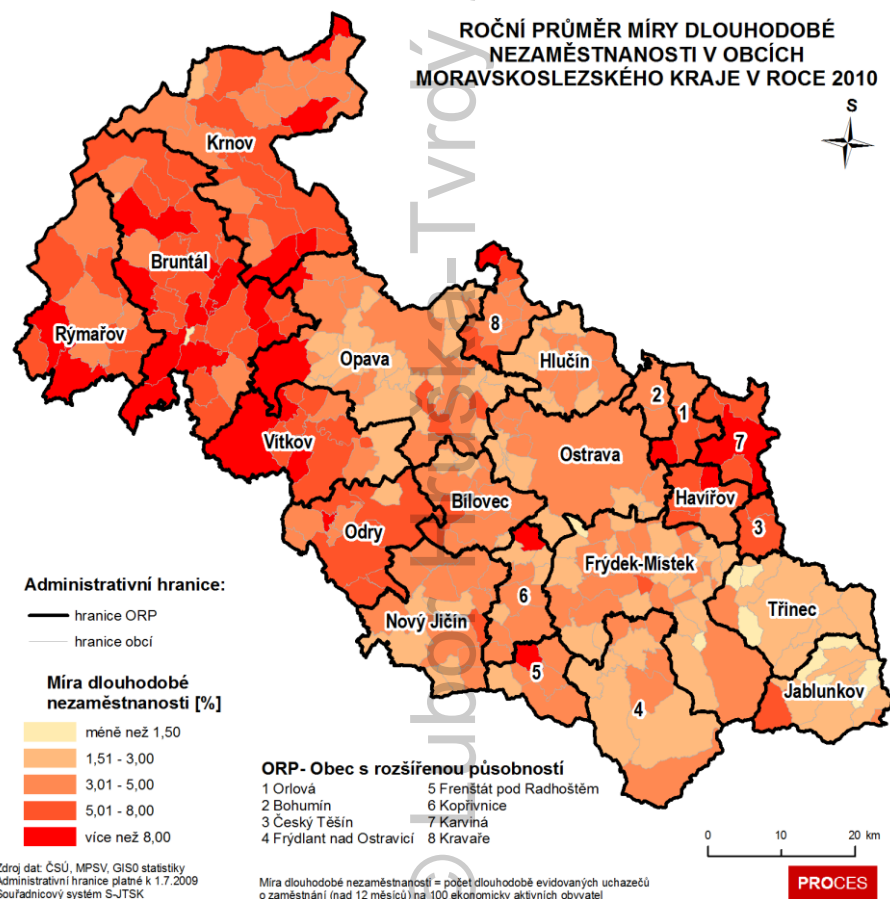 ROČNÍ PRŮMĚR MÍRY DLOUHODOBÉ
NEZAMĚSTNANOSTI V OBCÍCH
MORAVSKOSLEZSKÉHO KRAJE V ROCE 2010
S
Krnov
Bruntál
Rýmařov
8
Opava
Hlučín
2
1
7
Vítkov
Ostrava
Bílovec
Havířov
Odry
3
Frýdek-Místek
6
Třinec
Nový Jičín
5
4
Jablunkov
Administrativní hranice:
hranice ORP
hranice obcí
Míra dlouhodobé
nezaměstnanosti [%]
méně než 1,50
1,51 - 3,00
3,01 - 5,00
5,01 - 8,00
více než 8,00
ORP- Obec s rozšířenou působností
1 Orlová
2 Bohumín
3 Český Těšín
4 Frýdlant nad Ostravicí
5 Frenštát pod Radhoštěm
6 Kopřivnice
7 Karviná
8 Kravaře
0 10 20 km
Zdroj dat: ČSÚ, MPSV, GIS0 statistiky
Administrativní hranice platné k 1.7.2009
Souřadnicový systém S-JTSK
Míra dlouhodobé nezaměstnanosti = počet dlouhodobě evidovaných uchazečů
o zaměstnání (nad 12 měsíců) na 100 ekonomicky aktivních obyvatel
PROCES
© Lubor Hruška-Tvrdý